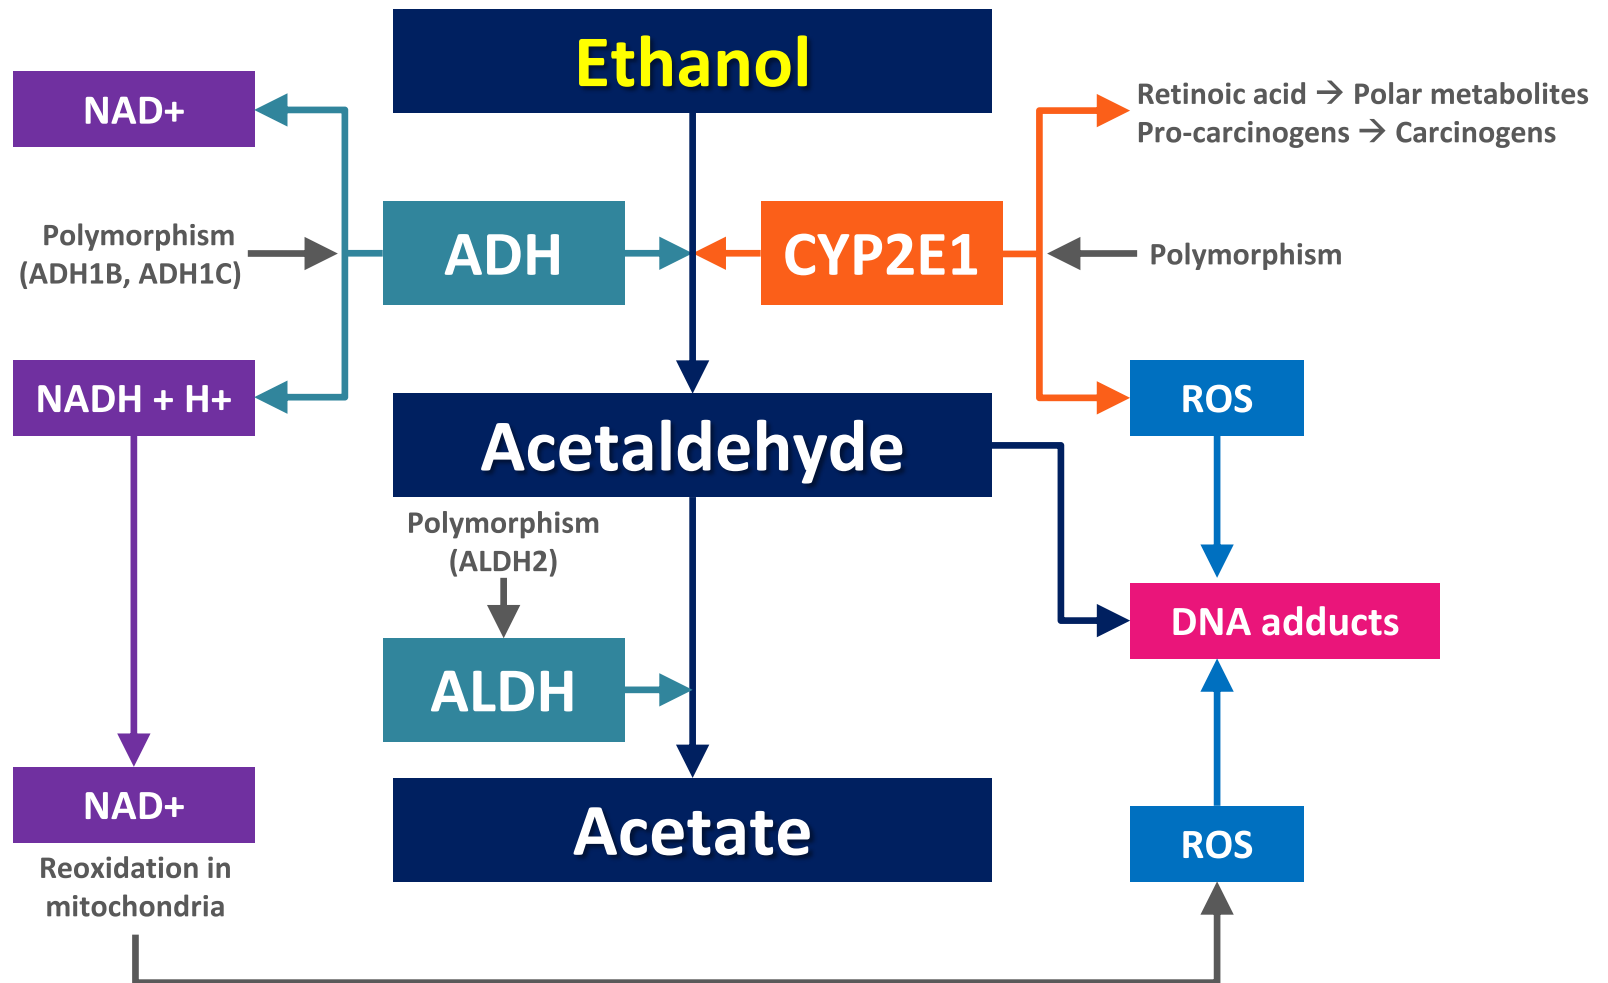 Ethanol
NAD+
Retinoic acid → Polar metabolites
Pro-carcinogens → Carcinogens
Polymorphism
(ADH1B, ADH1C)
ADH
CYP2E1
Polymorphism
NADH + H+
ROS
Acetaldehyde
Polymorphism
(ALDH2)
DNA adducts
ALDH
NAD+
Reoxidation in
mitochondria
Acetate
ROS